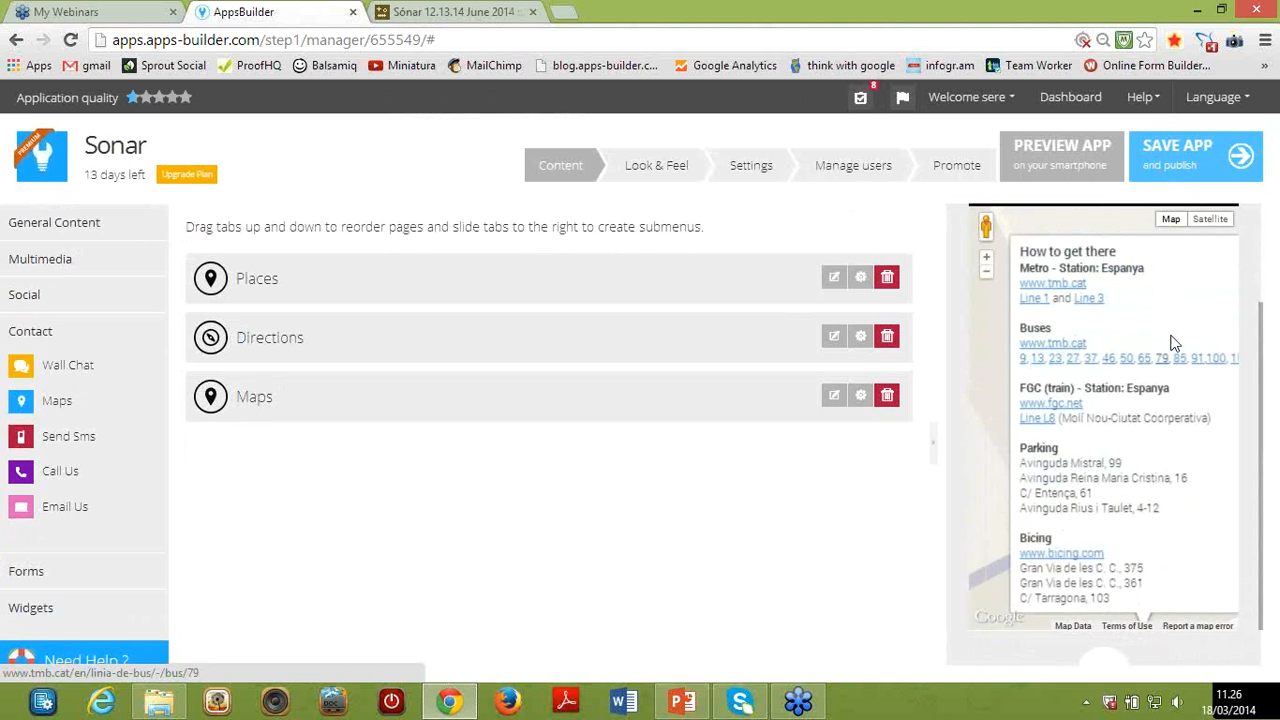 My Webinars
AppsBuilder
Sónar 12.13.14 June 2014
apps.apps-builder.com/step1/manager/655549/#
Apps gmail Sprout Social ProofHQ Balsamiq Miniatura MailChimp blog.apps-builder.c... Google Analytics think with google infogr.am Team Worker Online Form Builder... »
Application quality
8
Welcome sere Dashboard Help Language
PREMIUM
Sonar
13 days left Upgrade Plan
Content Look & Feel Settings Manage users Promote
PREVIEW APP
on your smartphone
SAVE APP
and publish
General Content
Multimedia
Social
Contact
Wall Chat
Maps
Send Sms
Call Us
Email Us
Forms
Widgets
Need Help ?
Drag tabs up and down to reorder pages and slide tabs to the right to create submenus.
Places
Directions
Maps
Map Satellite
How to get there
Metro - Station: Espanya
www.tmb.cat
Line 1 and Line 3
Buses
www.tmb.cat
9, 13, 23, 27, 37, 46, 50, 65, 79, 85, 91,100,
FGC (train) - Station: Espanya
www.fgc.net
Line L8 (Molí Nou-Ciutat Coorperativa)
Parking
Avinguda Mistral, 99
Avinguda Reina Maria Cristina, 16
C/ Entença, 61
Avinguda Rius i Taulet, 4-12
Bicing
www.bicing.com
Gran Via de les C. C., 375
Gran Via de les C. C., 361
C/ Tarragona, 103
Google
Map Data Terms of Use Report a map error
www.tmb.cat/en/linia-de-bus/-/bus/79
DOC
11.26
18/03/2014